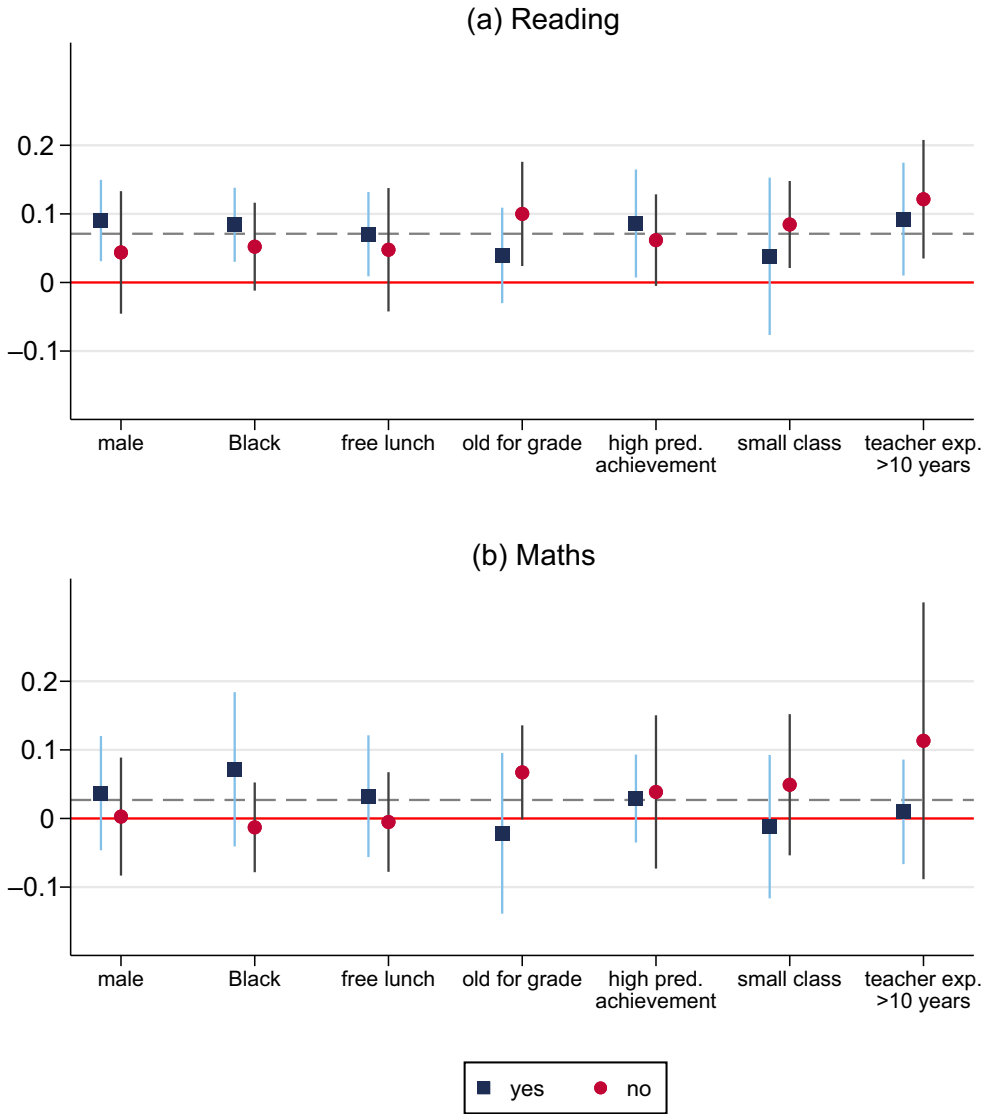 (a) Reading
0.2
0.1
0
–0.1
male
Black
free lunch
old for grade
high pred.
achievement
small class
teacher exp.
>10 years
(b) Maths
0.2
0.1
0
–0.1
male
Black
free lunch
old for grade
high pred.
achievement
small class
teacher exp.
>10 years
yes
no